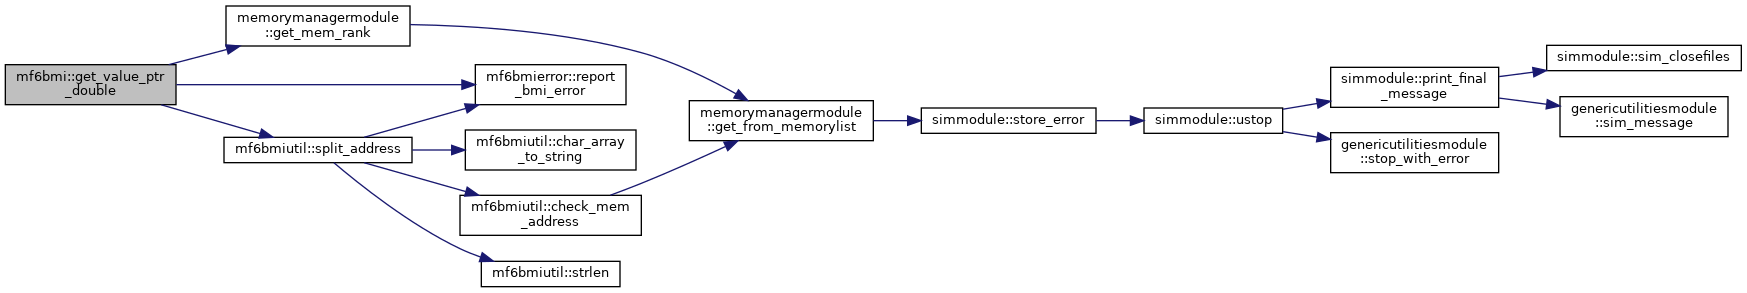 mf6bmi::get_value_ptr
_double
memorymanagermodule
::get_mem_rank
mf6bmierror::report
_bmi_error
mf6bmiutil::split_address
mf6bmiutil::char_array
_to_string
mf6bmiutil::check_mem
_address
mf6bmiutil::strlen
memorymanagermodule
::get_from_memorylist
simmodule::store_error
simmodule::ustop
simmodule::print_final
_message
genericutilitiesmodule
::stop_with_error
simmodule::sim_closefiles
genericutilitiesmodule
::sim_message